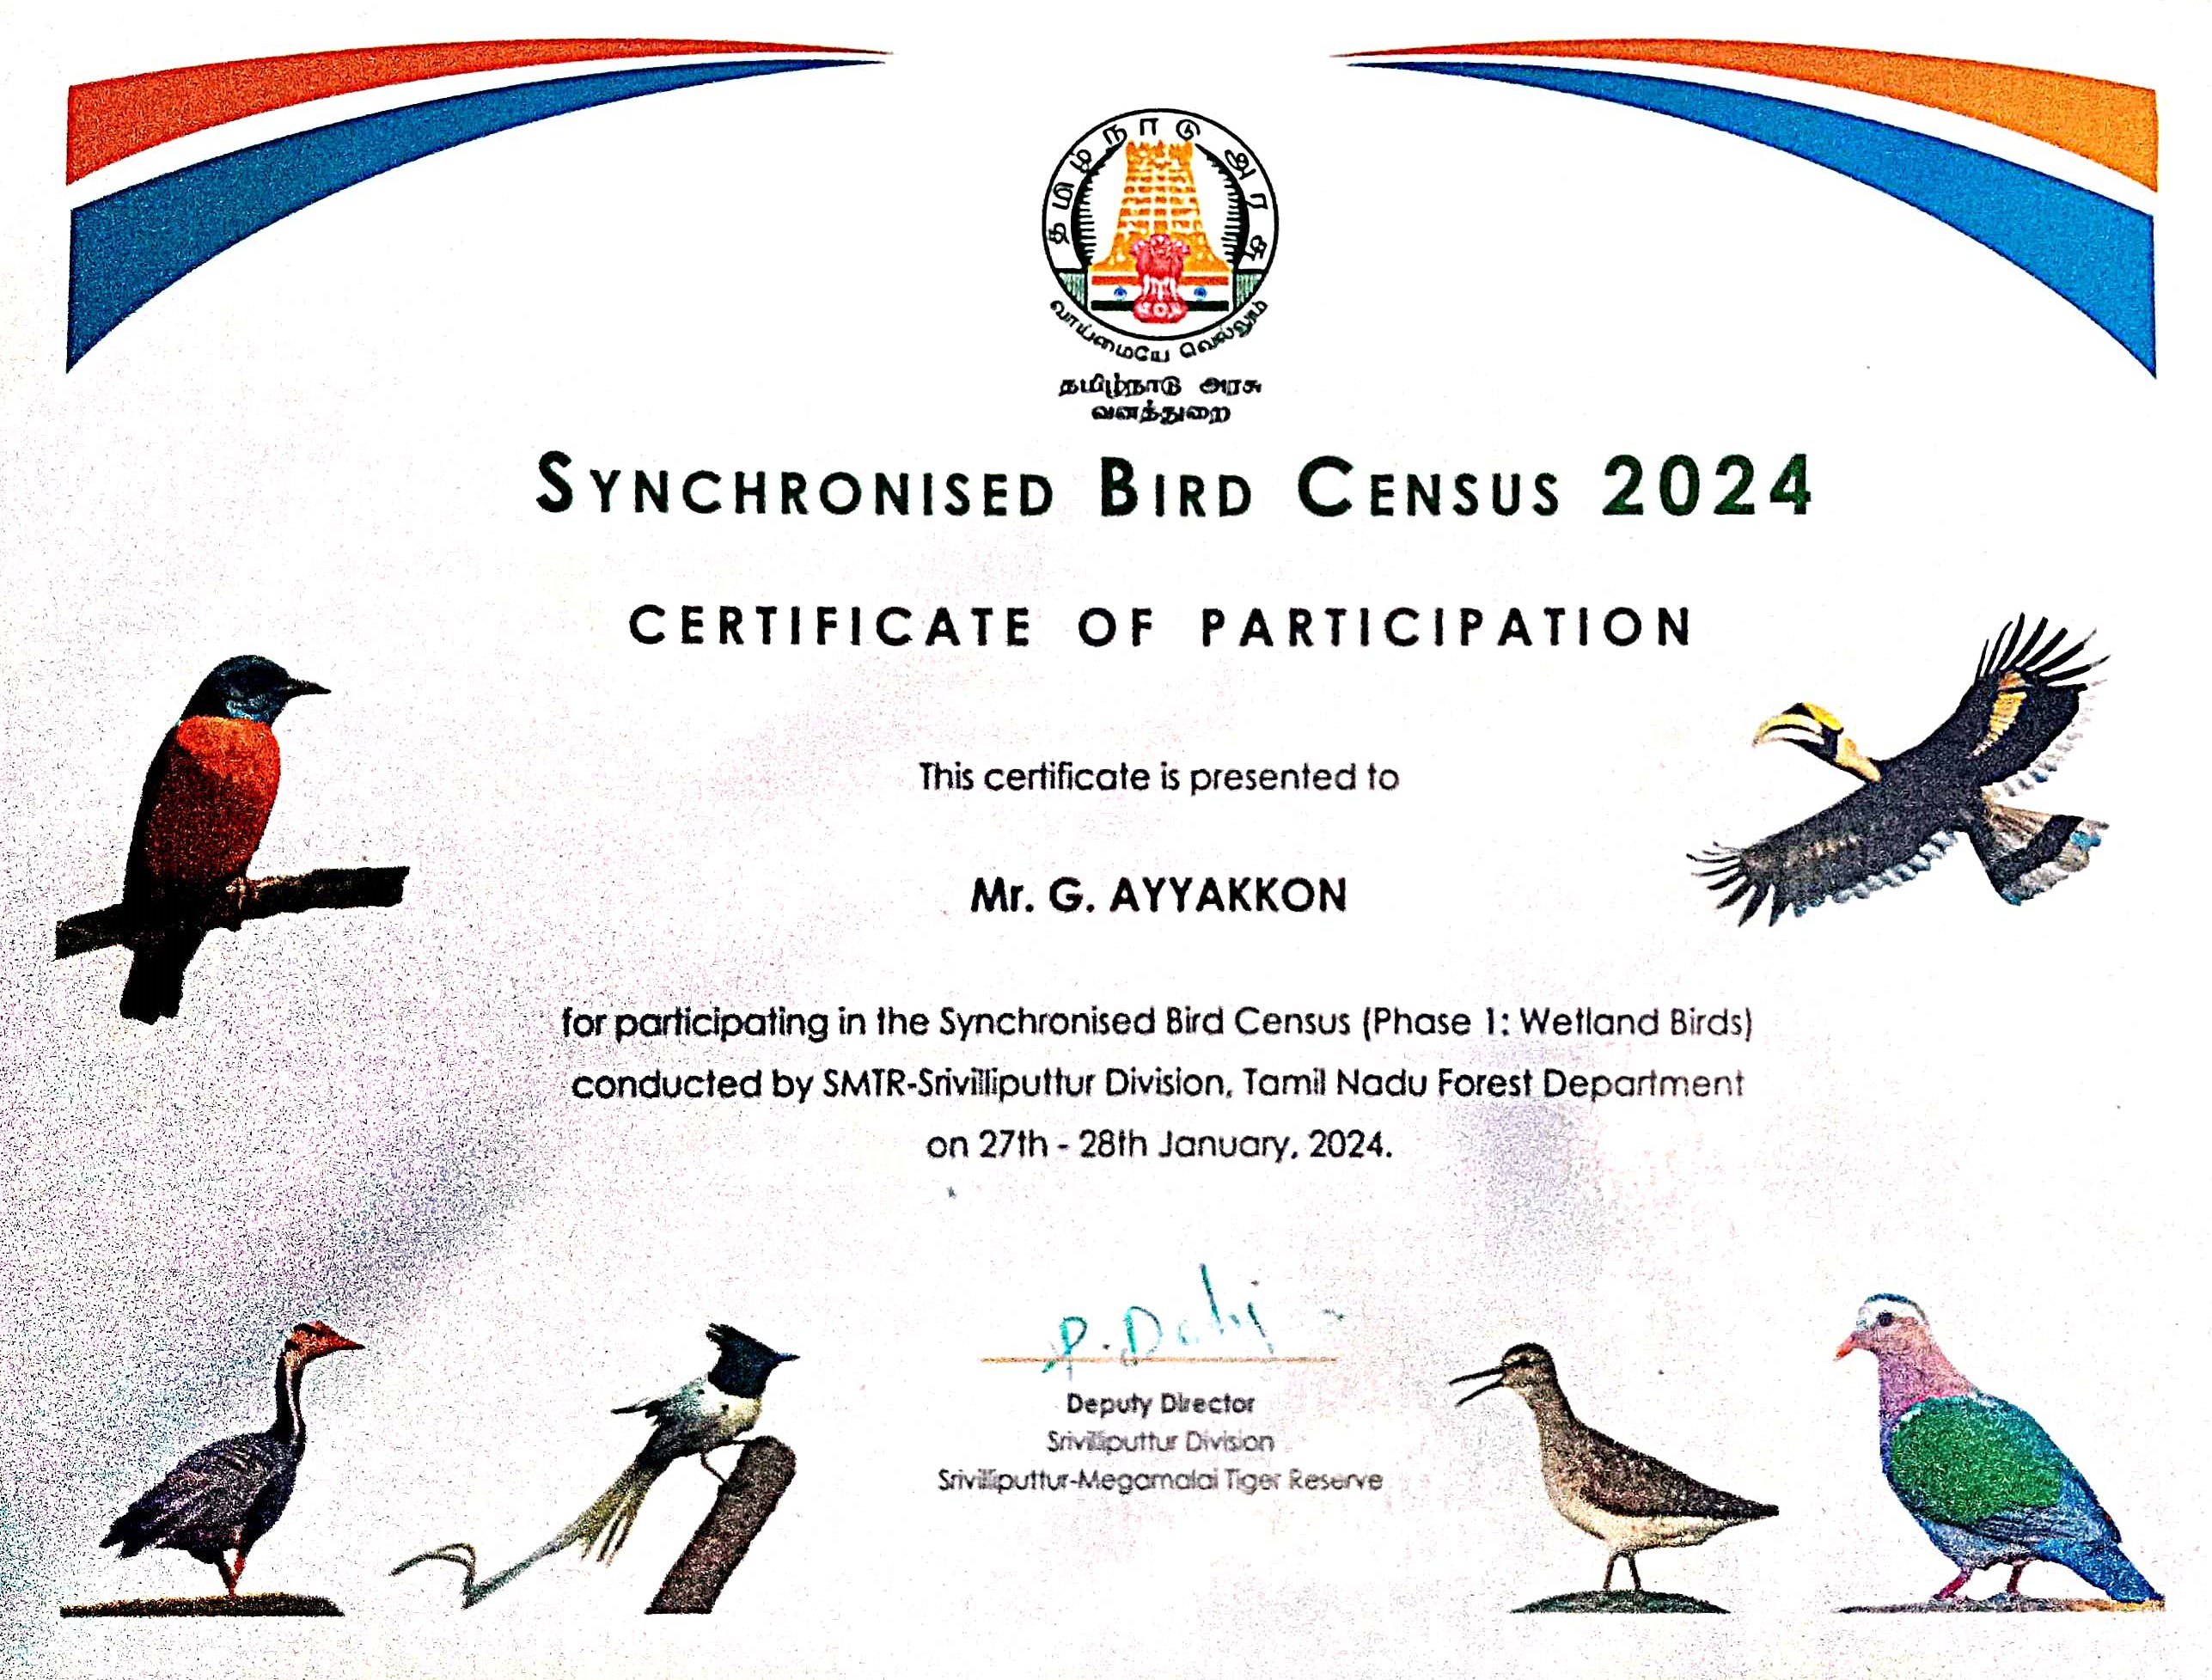 தமிழ்நாடு அரசு
வாய்மையே வெல்லும்
தமிழ்நாடு அரசு
வனத்துறை
SYNCHRONISED BIRD CENSUS 2024
CERTIFICATE OF PARTICIPATION
This certificate is presented to
Mr. G. AYYAKKON
for participating in the Synchronised Bird Census (Phase 1: Wetland Birds)
conducted by SMTR-Srivilliputtur Division, Tamil Nadu Forest Department
on 27th - 28th January, 2024.
Deputy Director
Srivilliputtur Division
Srivilliputtur-Megamalai Tiger Reserve